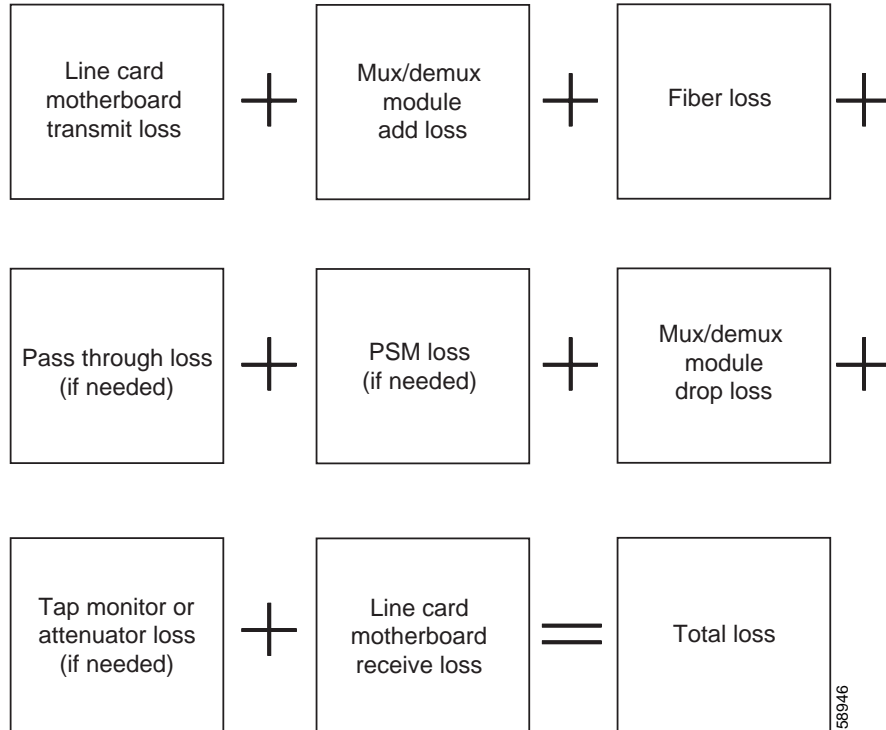 Line card
motherboard
transmit loss
Mux/demux
module
add loss
Fiber loss
Pass through loss
(if needed)
PSM loss
(if needed)
Mux/demux
module
drop loss
Tap monitor or
attenuator loss
(if needed)
Line card
motherboard
receive loss
Total loss
58946